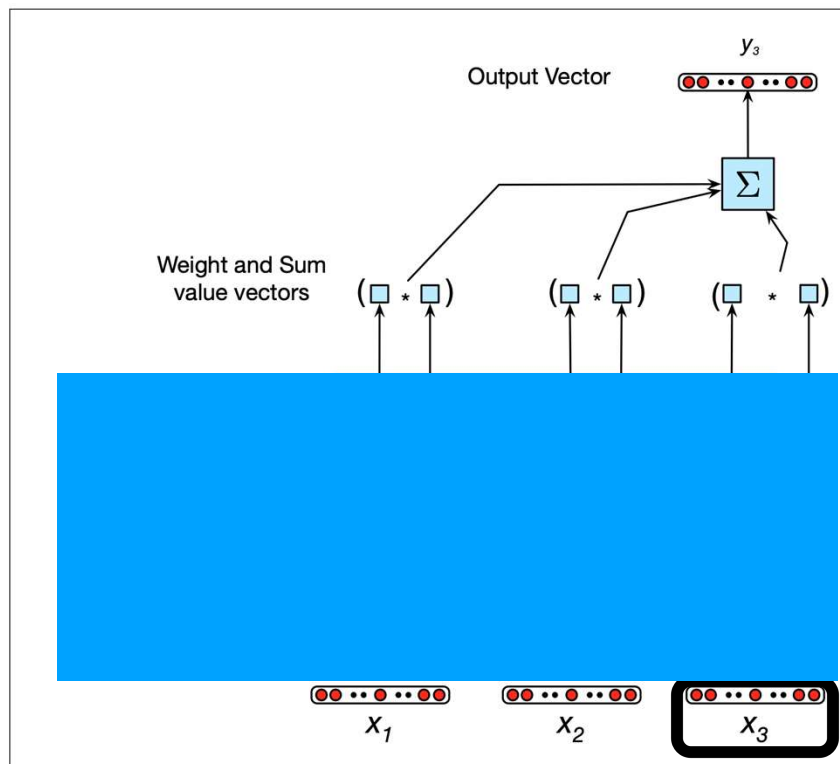 y₃
Output Vector
Σ
Weight and Sum
value vectors
( * ) ( * ) ( * )
x₁ x₂ x₃